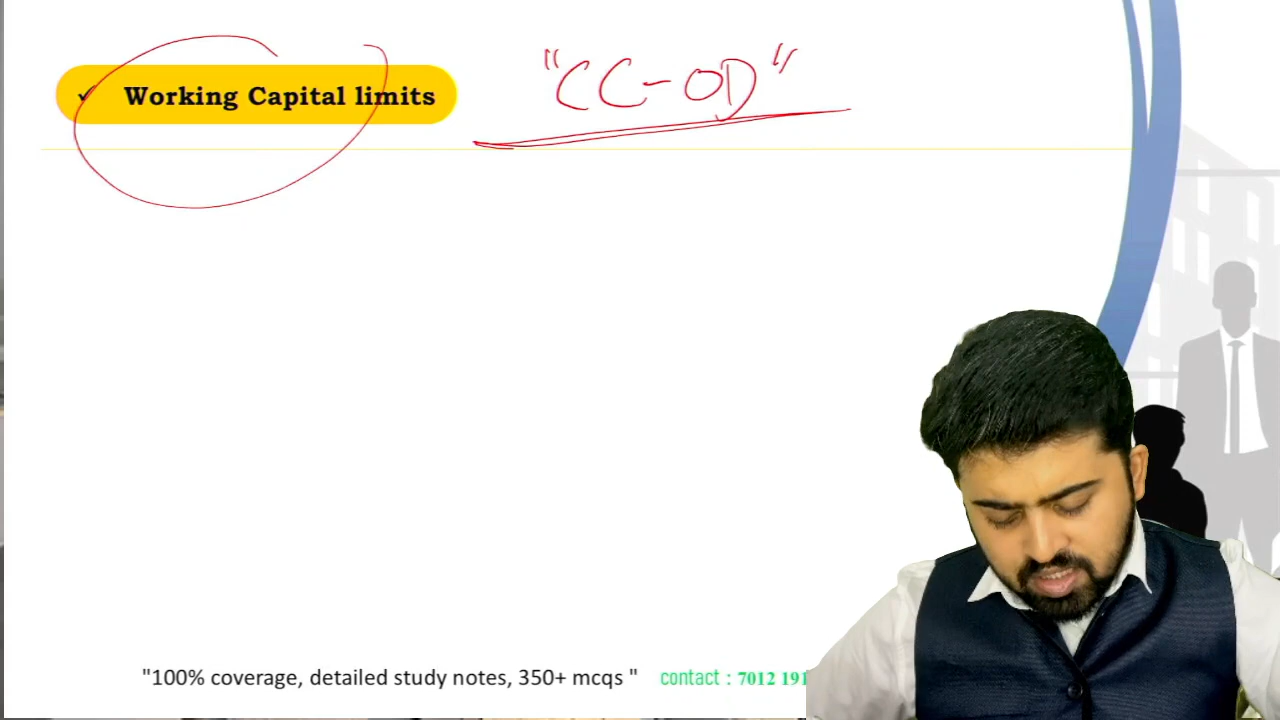 ✓ Working Capital limits
"CC-OD"
"100% coverage, detailed study notes, 350+ mcqs "
contact : 7012 191